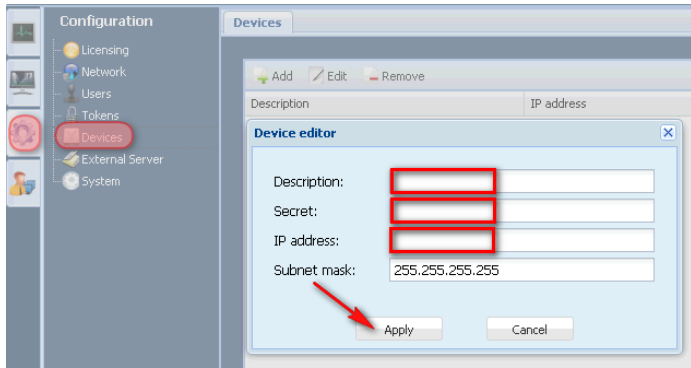 Configuration
Licensing
Network
Users
Tokens
Devices
External Server
System
Devices
Add Edit Remove
Description IP address
Device editor
Description:
Secret:
IP address:
Subnet mask: 255.255.255.255
Apply Cancel